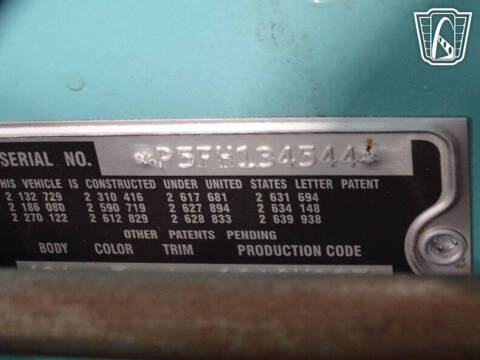 SERIAL NO. *P5FH134544*
THIS VEHICLE IS CONSTRUCTED UNDER UNITED STATES LETTER PATENT
2 132 729 2 310 416 2 617 681 2 631 694
2 186 080 2 590 719 2 627 894 2 634 148
2 270 122 2 612 829 2 628 833 2 639 938
OTHER PATENTS PENDING
BODY COLOR TRIM PRODUCTION CODE